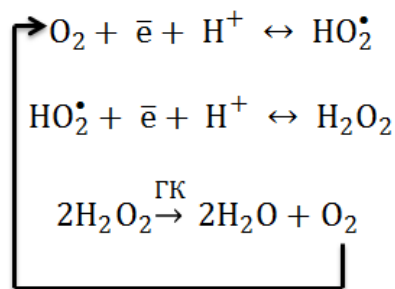 O₂ + ē + H⁺ ↔ HO₂•
HO₂• + ē + H⁺ ↔ H₂O₂
ГК
2H₂O₂ → 2H₂O + O₂